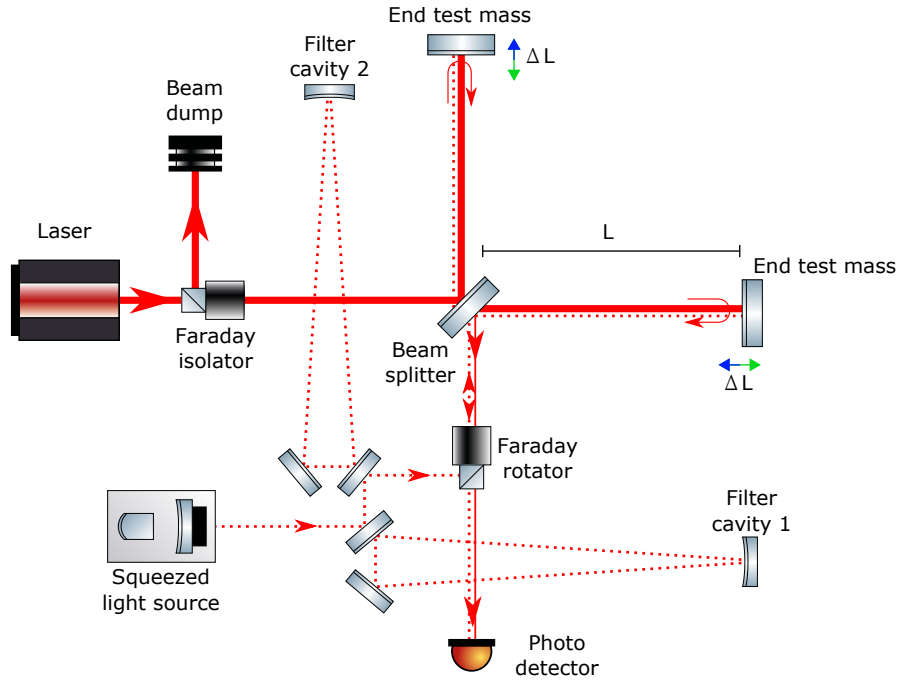 End test mass
Filter
cavity 2
Δ L
Beam
dump
Laser
L
End test mass
Faraday
isolator
Beam
splitter
Δ L
Faraday
rotator
Filter
cavity 1
Squeezed
light source
Photo
detector